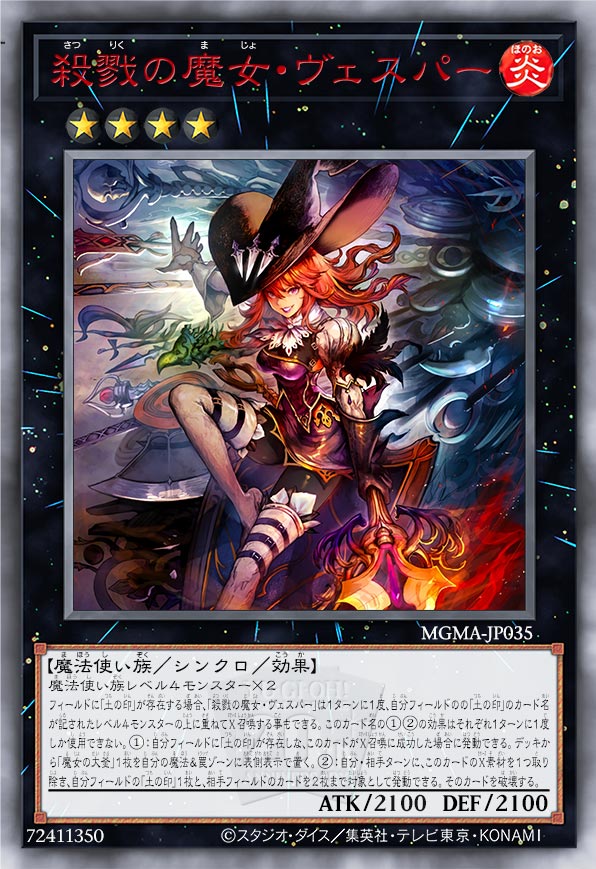 殺戮の魔女・ヴェスパー 炎
【魔法使い族／シンクロ／効果】
魔法使い族レベル4モンスター×2
フィールドに「土の印」が存在する場合、「殺戮の魔女・ヴェスパー」は1ターンに1度、自分フィールドのの「土の印」のカード名
が記されたレベル4モンスターの上に重ねてX召喚する事もできる。このカード名の①②の効果はそれぞれ1ターンに1度
しか使用できない。①：自分フィールドに「土の印」が存在しな、このカードがX召喚に成功した場合に発動できる。デッキか
ら「魔女の大釜」1枚を自分の魔法&罠ゾーンに表側表示で置く。②：自分・相手ターンに、このカードのX素材を1つ取り
除き、自分フィールドの「土の印」1枚と、相手フィールドのカードを2枚まで対象として発動できる。そのカードを破壊する。
MGMA-JP035
ATK/2100 DEF/2100
72411350
©スタジオ・ダイス／集英社・テレビ東京・KONAMI